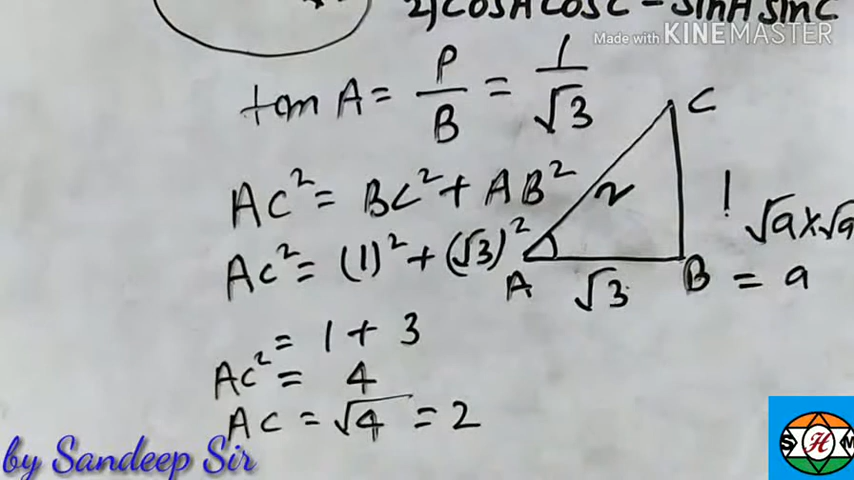 2) cosA cosC - sinA sinC
Made with KINEMASTER
tan A = P/B = 1/√3
C
AC² = BC² + AB²
2
1
√a×√a
= a
AC² = (1)² + (√3)²
A
√3
B
AC² = 1 + 3
AC² = 4
AC = √4 = 2
by Sandeep Sir
S H M